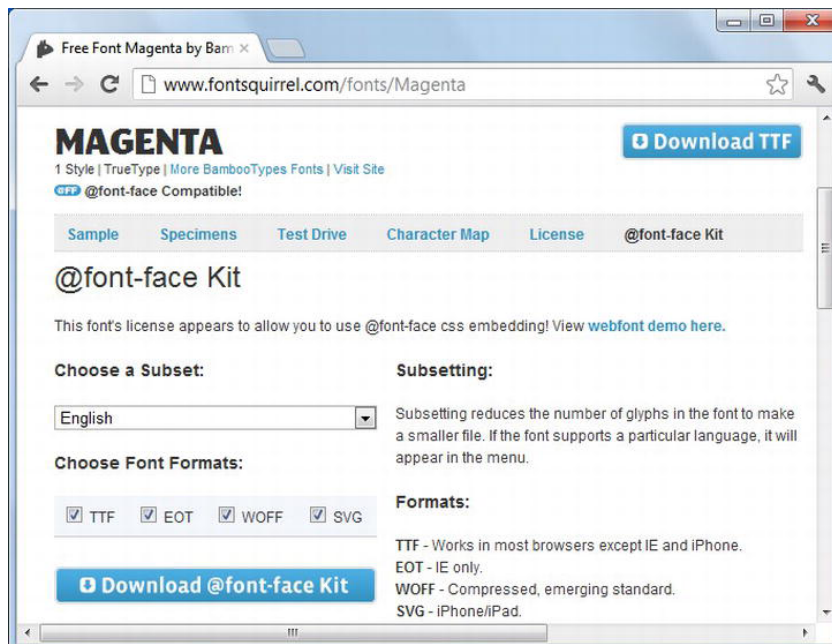 Free Font Magenta by Bam
www.fontsquirrel.com/fonts/Magenta
MAGENTA
Download TTF
1 Style | TrueType | More BambooTypes Fonts | Visit Site
OFF @font-face Compatible!
Sample Specimens Test Drive Character Map License @font-face Kit
@font-face Kit
This font's license appears to allow you to use @font-face css embedding! View webfont demo here.
Choose a Subset:
English
Choose Font Formats:
TTF EOT WOFF SVG
Download @font-face Kit
Subsetting:
Subsetting reduces the number of glyphs in the font to make
a smaller file. If the font supports a particular language, it will
appear in the menu.
Formats:
TTF - Works in most browsers except IE and iPhone.
EOT - IE only.
WOFF - Compressed, emerging standard.
SVG - iPhone/iPad.